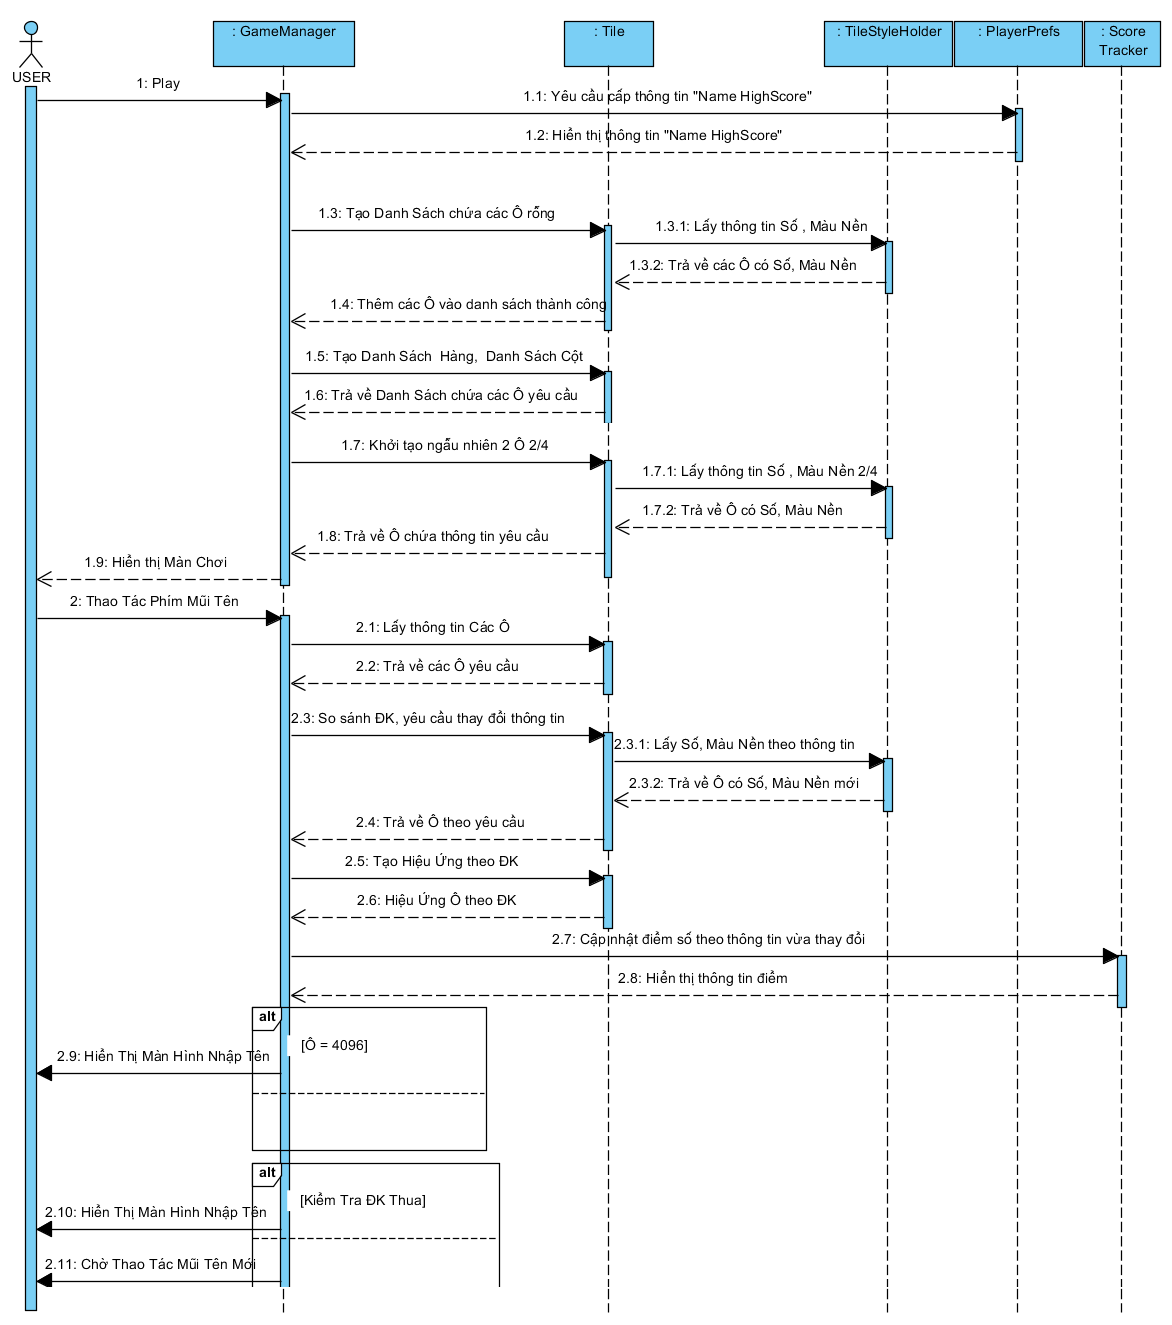 USER
: GameManager
: Tile
: TileStyleHolder
: PlayerPrefs
: Score
Tracker
1: Play
1.1: Yêu cầu cấp thông tin "Name HighScore"
1.2: Hiển thị thông tin "Name HighScore"
1.3: Tạo Danh Sách chứa các Ô rỗng
1.3.1: Lấy thông tin Số , Màu Nền
1.3.2: Trả về các Ô có Số, Màu Nền
1.4: Thêm các Ô vào danh sách thành công
1.5: Tạo Danh Sách  Hàng,  Danh Sách Cột
1.6: Trả về Danh Sách chứa các Ô yêu cầu
1.7: Khởi tạo ngẫu nhiên 2 Ô 2/4
1.7.1: Lấy thông tin Số , Màu Nền 2/4
1.7.2: Trả về Ô có Số, Màu Nền
1.8: Trả về Ô chứa thông tin yêu cầu
1.9: Hiển thị Màn Chơi
2: Thao Tác Phím Mũi Tên
2.1: Lấy thông tin Các Ô
2.2: Trả về các Ô yêu cầu
2.3: So sánh ĐK, yêu cầu thay đổi thông tin
2.3.1: Lấy Số, Màu Nền theo thông tin
2.3.2: Trả về Ô có Số, Màu Nền mới
2.4: Trả về Ô theo yêu cầu
2.5: Tạo Hiệu Ứng theo ĐK
2.6: Hiệu Ứng Ô theo ĐK
2.7: Cập nhật điểm số theo thông tin vừa thay đổi
2.8: Hiển thị thông tin điểm
alt
[Ô = 4096]
2.9: Hiển Thị Màn Hình Nhập Tên
alt
[Kiểm Tra ĐK Thua]
2.10: Hiển Thị Màn Hình Nhập Tên
2.11: Chờ Thao Tác Mũi Tên Mới